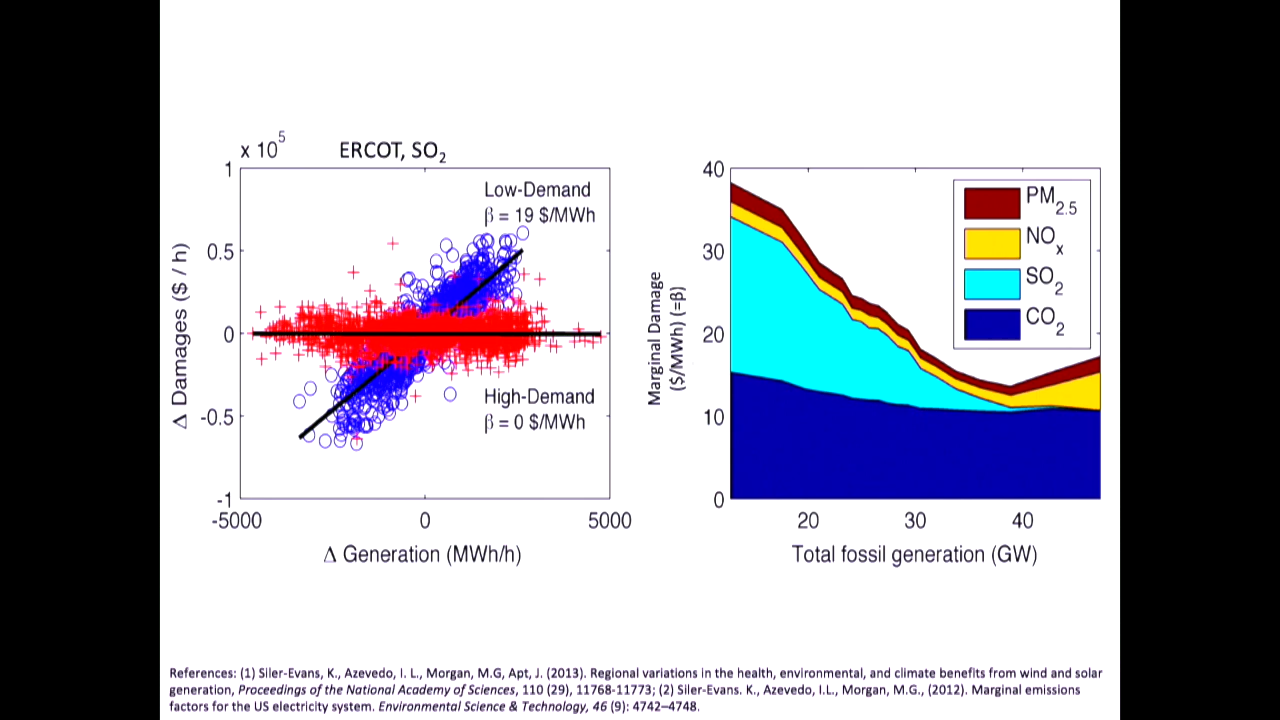 x 10^5
ERCOT, SO2
1
0.5
0
-0.5
-1
Δ Damages ($ / h)
Low-Demand
β = 19 $/MWh
High-Demand
β = 0 $/MWh
-5000 0 5000
Δ Generation (MWh/h)
40
30
20
10
0
Marginal Damage
($/MWh) (=β)
PM2.5
NOx
SO2
CO2
20 30 40
Total fossil generation (GW)
References: (1) Siler-Evans, K., Azevedo, I. L., Morgan, M.G, Apt, J. (2013). Regional variations in the health, environmental, and climate benefits from wind and solar
generation, Proceedings of the National Academy of Sciences, 110 (29), 11768-11773; (2) Siler-Evans. K., Azevedo, I.L., Morgan, M.G., (2012). Marginal emissions
factors for the US electricity system. Environmental Science & Technology, 46 (9): 4742–4748.